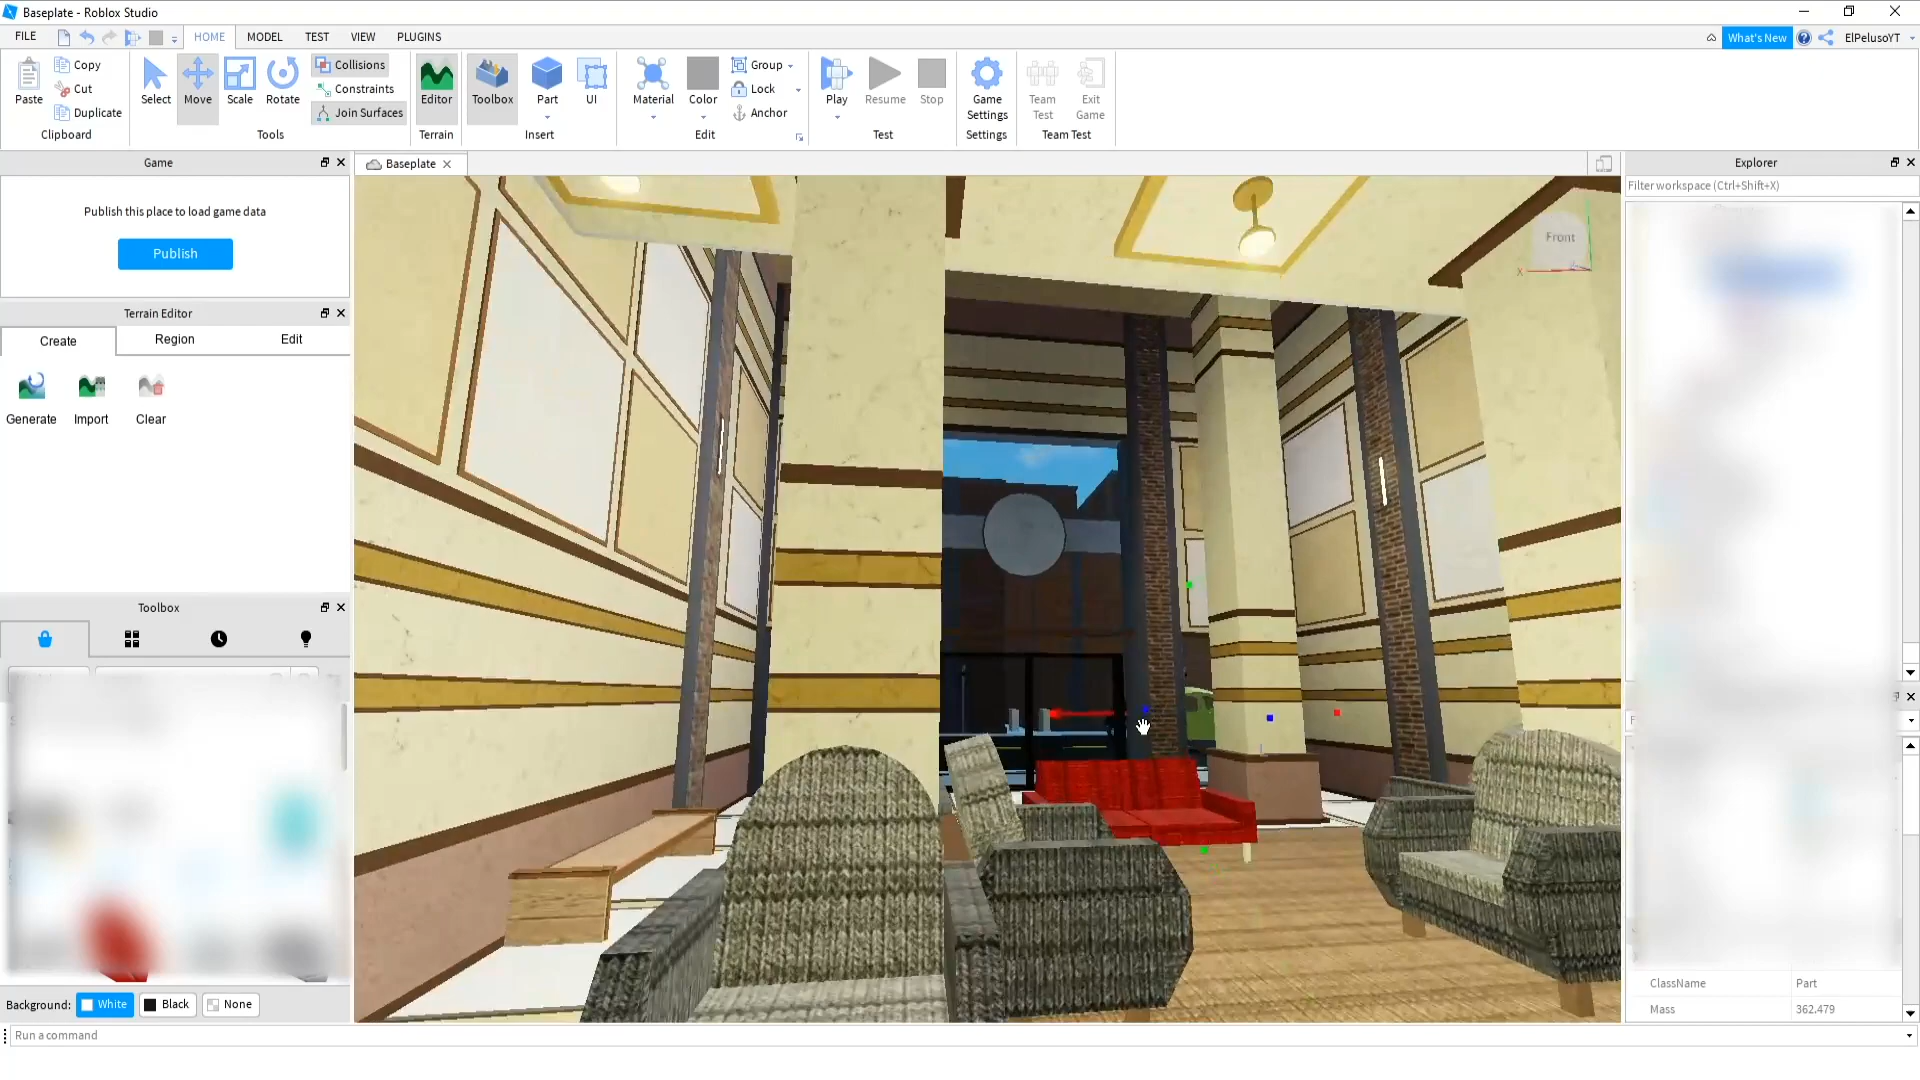 Baseplate - Roblox Studio
FILE
HOME
MODEL
TEST
VIEW
PLUGINS
What's New
ElPelusoYT
Paste
Copy
Cut
Duplicate
Clipboard
Select
Move
Scale
Rotate
Tools
Collisions
Constraints
Join Surfaces
Editor
Terrain
Toolbox
Part
UI
Insert
Material
Color
Group
Lock
Anchor
Edit
Play
Resume
Stop
Test
Game
Settings
Settings
Team
Test
Exit
Game
Team Test
Game
Publish this place to load game data
Publish
Terrain Editor
Create
Region
Edit
Generate
Import
Clear
Toolbox
Background:
White
Black
None
Run a command
Baseplate
Front
X
Explorer
Filter workspace (Ctrl+Shift+X)
ClassName
Part
Mass
362.479